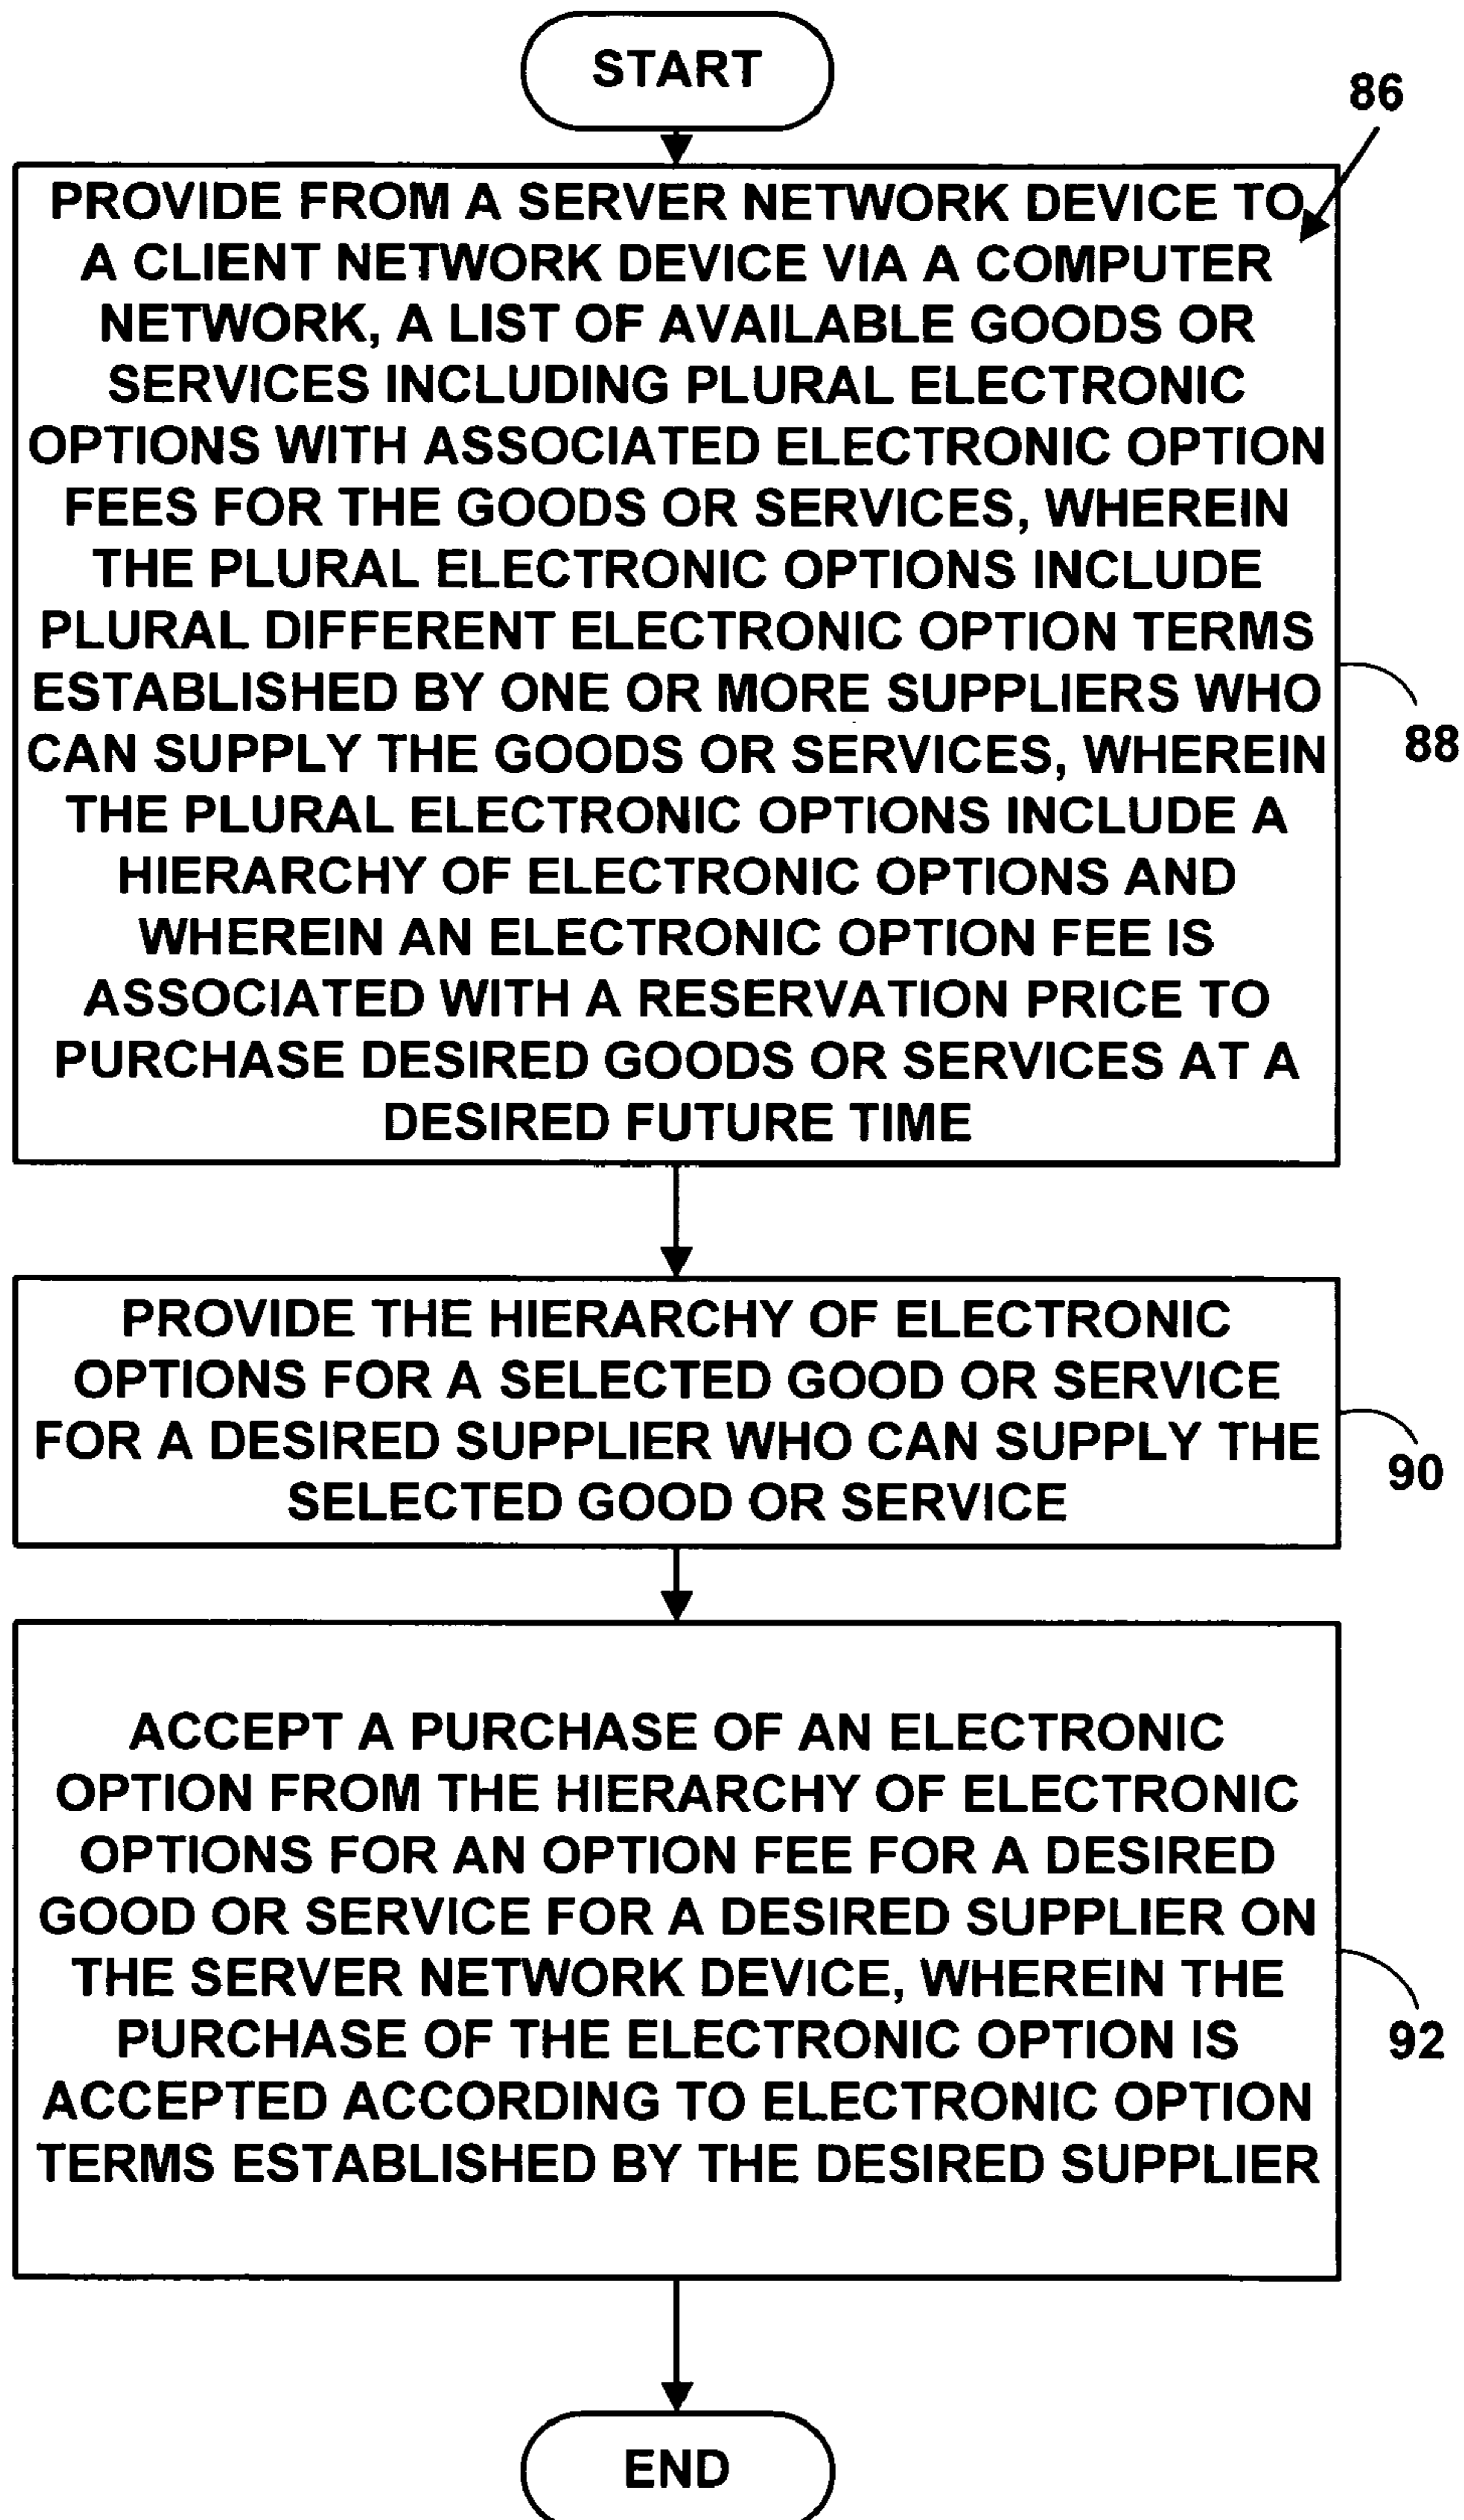 START
86
PROVIDE FROM A SERVER NETWORK DEVICE TO
A CLIENT NETWORK DEVICE VIA A COMPUTER
NETWORK, A LIST OF AVAILABLE GOODS OR
SERVICES INCLUDING PLURAL ELECTRONIC
OPTIONS WITH ASSOCIATED ELECTRONIC OPTION
FEES FOR THE GOODS OR SERVICES, WHEREIN
THE PLURAL ELECTRONIC OPTIONS INCLUDE
PLURAL DIFFERENT ELECTRONIC OPTION TERMS
ESTABLISHED BY ONE OR MORE SUPPLIERS WHO
CAN SUPPLY THE GOODS OR SERVICES, WHEREIN
THE PLURAL ELECTRONIC OPTIONS INCLUDE A
HIERARCHY OF ELECTRONIC OPTIONS AND
WHEREIN AN ELECTRONIC OPTION FEE IS
ASSOCIATED WITH A RESERVATION PRICE TO
PURCHASE DESIRED GOODS OR SERVICES AT A
DESIRED FUTURE TIME
88
PROVIDE THE HIERARCHY OF ELECTRONIC
OPTIONS FOR A SELECTED GOOD OR SERVICE
FOR A DESIRED SUPPLIER WHO CAN SUPPLY THE
SELECTED GOOD OR SERVICE
90
ACCEPT A PURCHASE OF AN ELECTRONIC
OPTION FROM THE HIERARCHY OF ELECTRONIC
OPTIONS FOR AN OPTION FEE FOR A DESIRED
GOOD OR SERVICE FOR A DESIRED SUPPLIER ON
THE SERVER NETWORK DEVICE, WHEREIN THE
PURCHASE OF THE ELECTRONIC OPTION IS
ACCEPTED ACCORDING TO ELECTRONIC OPTION
TERMS ESTABLISHED BY THE DESIRED SUPPLIER
92
END